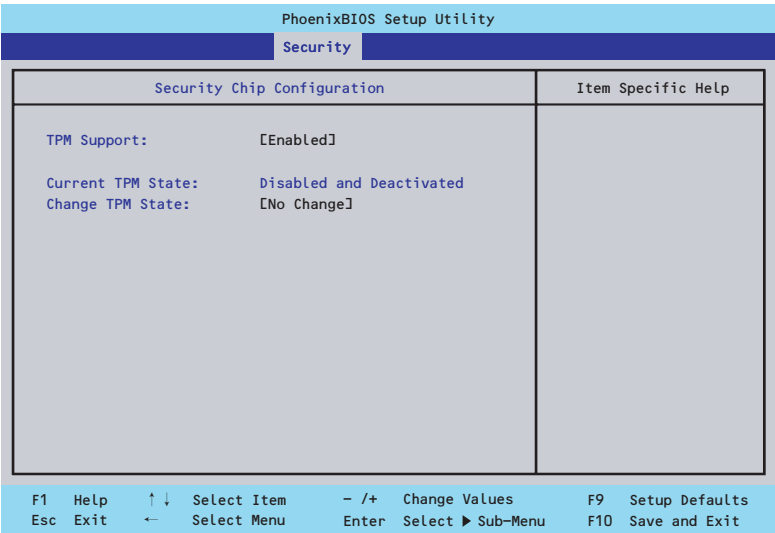 PhoenixBIOS Setup Utility
Security
Security Chip Configuration
Item Specific Help
TPM Support: [Enabled]
Current TPM State: Disabled and Deactivated
Change TPM State: [No Change]
F1 Help ↑↓ Select Item - /+ Change Values F9 Setup Defaults
Esc Exit ← Select Menu Enter Select ▶ Sub-Menu F10 Save and Exit